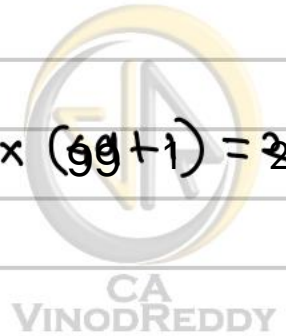 × (99+1) =
CA
VINODREDDY